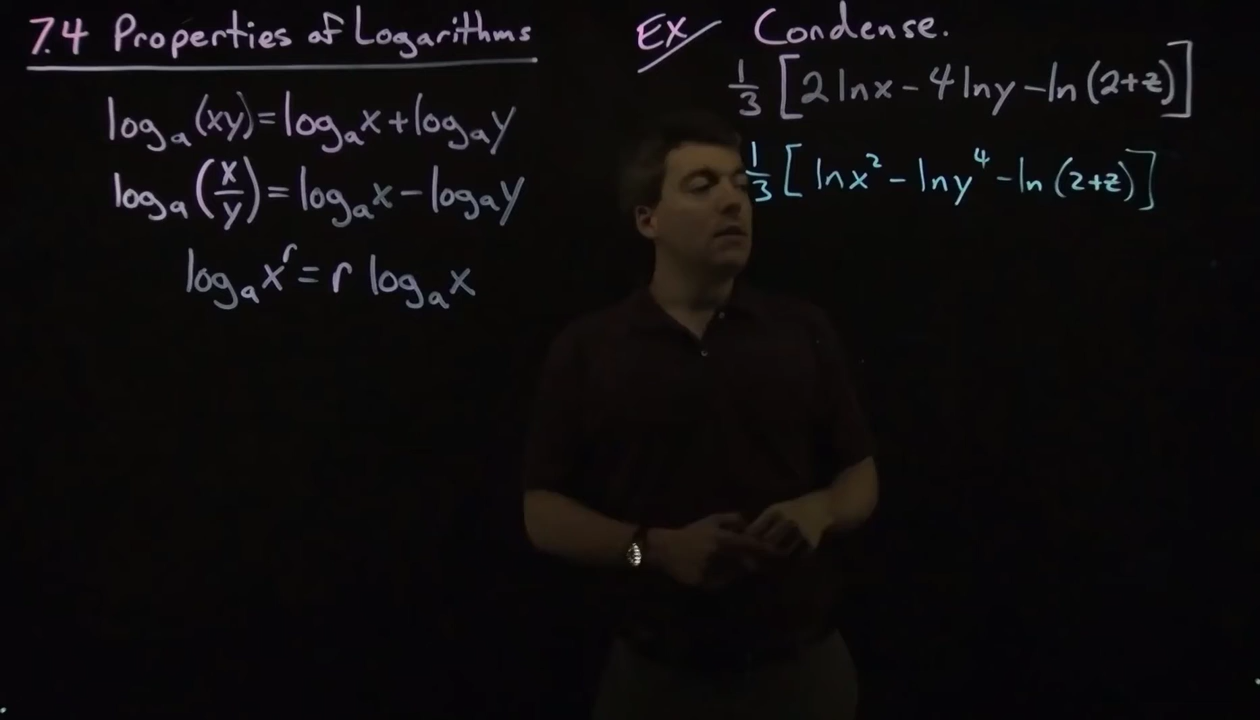 7.4 Properties of Logarithms
logₐ(xy) = logₐx + logₐy
logₐ(x/y) = logₐx − logₐy
logₐxʳ = r logₐx
EX Condense.
1/3 [2 ln x − 4 ln y − ln (2+z)]
1/3 [ln x² − ln y⁴ − ln (2+z)]